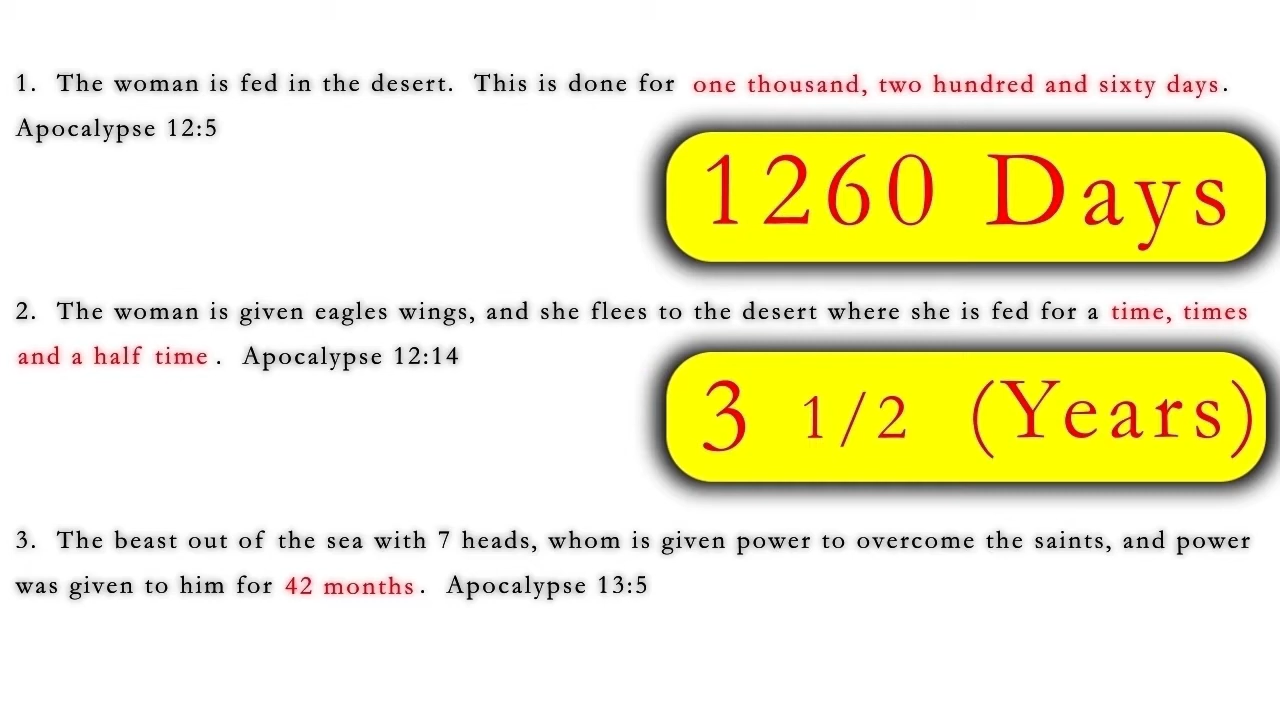 1. The woman is fed in the desert. This is done for one thousand, two hundred and sixty days.
Apocalypse 12:5
1260 Days
2. The woman is given eagles wings, and she flees to the desert where she is fed for a time, times
and a half time. Apocalypse 12:14
3 1/2 (Years)
3. The beast out of the sea with 7 heads, whom is given power to overcome the saints, and power
was given to him for 42 months. Apocalypse 13:5